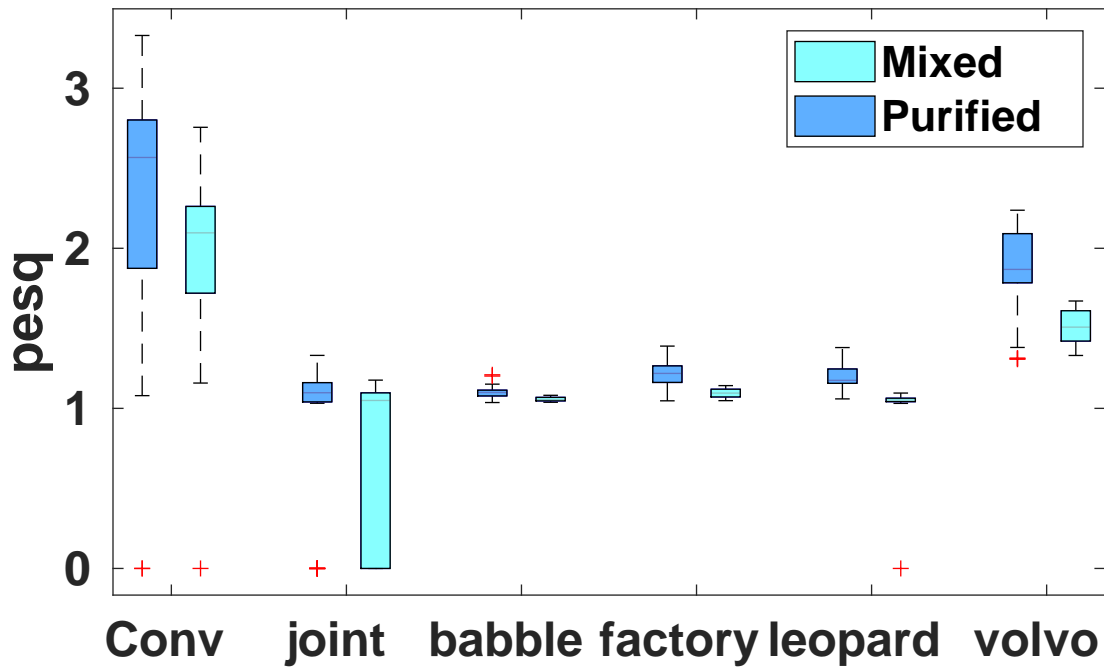 Mixed
Purified
pesq
3
2
1
0
Conv joint babble factory leopard volvo